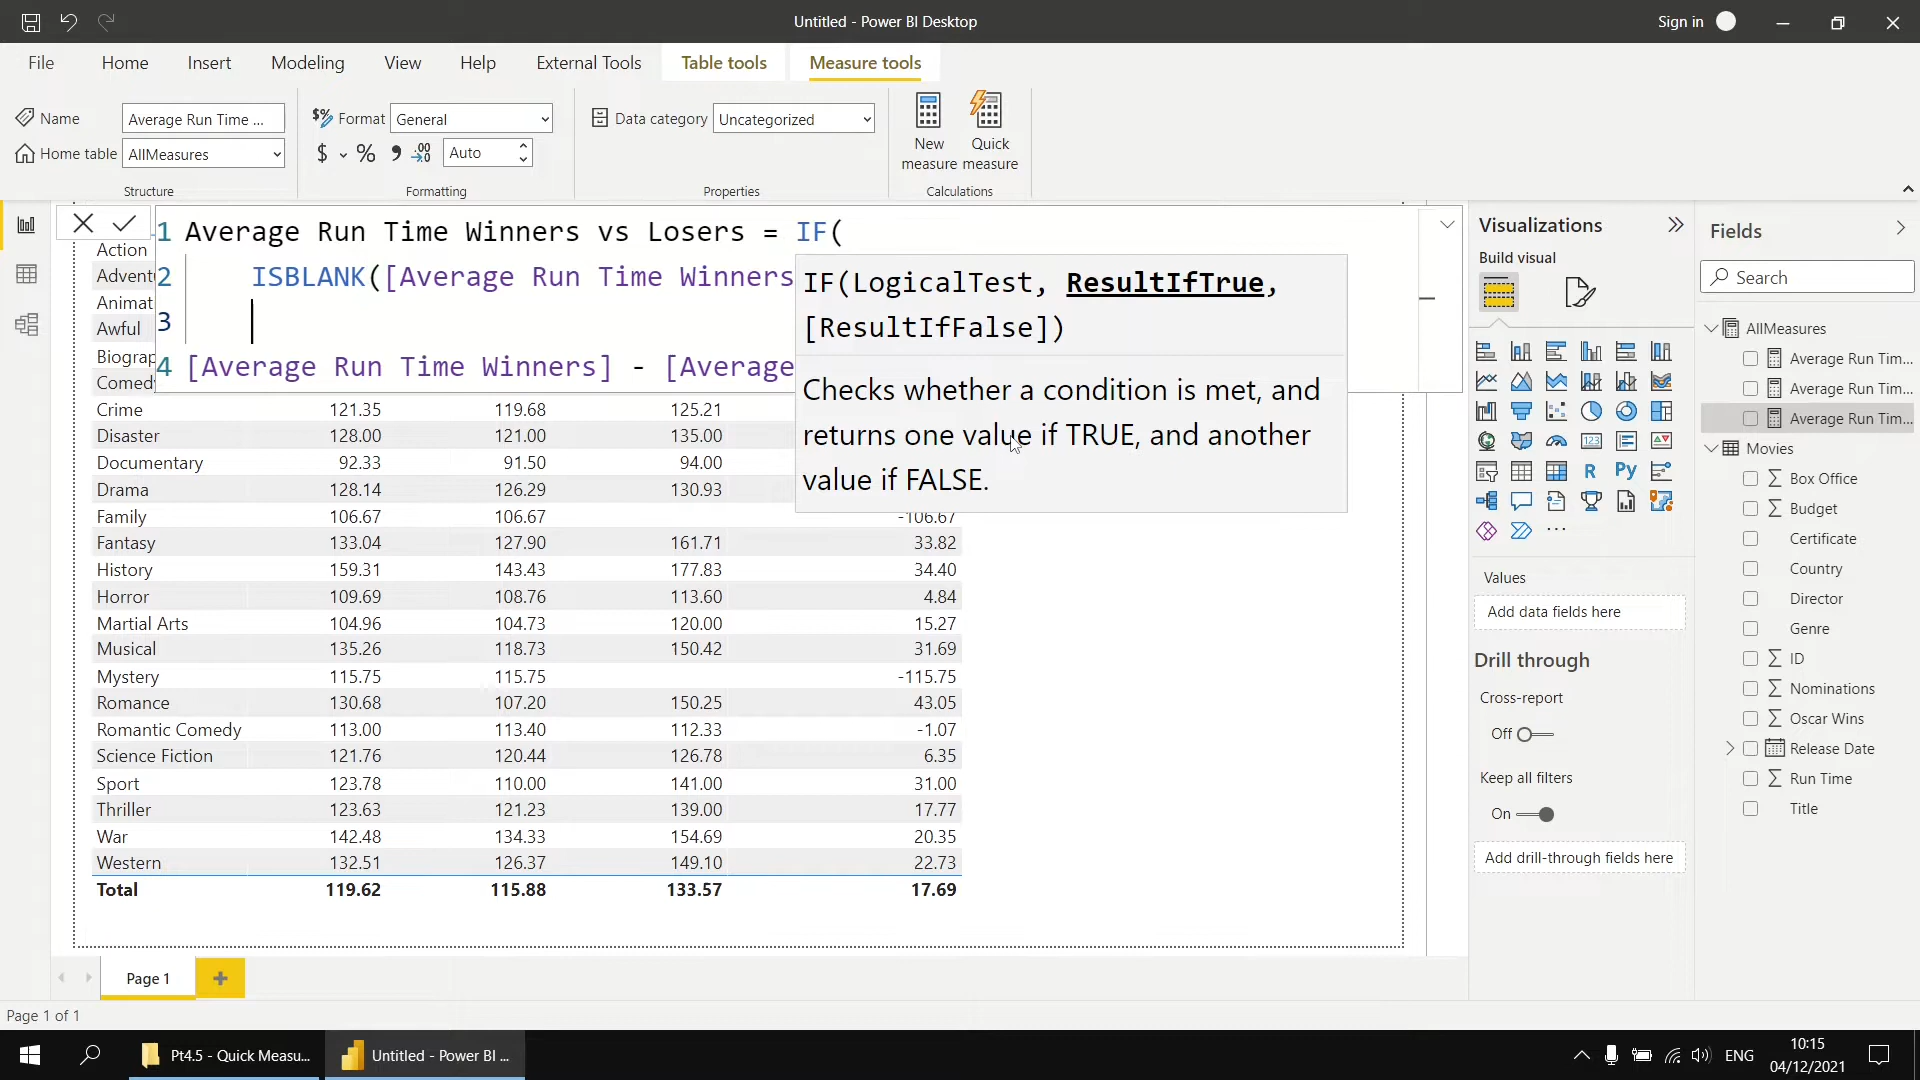 Untitled - Power BI Desktop
Sign in
File Home Insert Modeling View Help External Tools Table tools Measure tools
Name Average Run Time ...
Home table AllMeasures
Structure
$% Format General
$ % , .00 Auto
Formatting
Data category Uncategorized
Properties
New measure
Quick measure
Calculations
1 Average Run Time Winners vs Losers = IF(
2 ISBLANK([Average Run Time Winners
3
4 [Average Run Time Winners] - [Average
IF(LogicalTest, ResultIfTrue,
[ResultIfFalse])
Checks whether a condition is met, and
returns one value if TRUE, and another
value if FALSE.
Action
Advent
Animat
Awful
Biograp
Comed
Crime 121.35 119.68 125.21
Disaster 128.00 121.00 135.00
Documentary 92.33 91.50 94.00
Drama 128.14 126.29 130.93
Family 106.67 106.67 -106.67
Fantasy 133.04 127.90 161.71 33.82
History 159.31 143.43 177.83 34.40
Horror 109.69 108.76 113.60 4.84
Martial Arts 104.96 104.73 120.00 15.27
Musical 135.26 118.73 150.42 31.69
Mystery 115.75 115.75 -115.75
Romance 130.68 107.20 150.25 43.05
Romantic Comedy 113.00 113.40 112.33 -1.07
Science Fiction 121.76 120.44 126.78 6.35
Sport 123.78 110.00 141.00 31.00
Thriller 123.63 121.23 139.00 17.77
War 142.48 134.33 154.69 20.35
Western 132.51 126.37 149.10 22.73
Total 119.62 115.88 133.57 17.69
Visualizations
Build visual
R Py
123
...
Values
Add data fields here
Drill through
Cross-report
Off
Keep all filters
On
Add drill-through fields here
Fields
Search
AllMeasures
Average Run Tim...
Average Run Tim...
Average Run Tim...
Movies
Box Office
Budget
Certificate
Country
Director
Genre
ID
Nominations
Oscar Wins
Release Date
Run Time
Title
Page 1
Page 1 of 1
Pt4.5 - Quick Measu...
Untitled - Power BI ...
ENG
10:15
04/12/2021